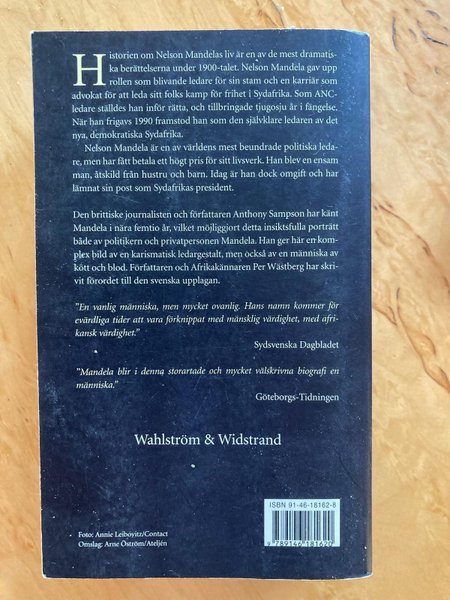 Historien om Nelson Mandelas liv är en av de mest dramatis-
ka berättelserna under 1900-talet. Nelson Mandela gav upp
rollen som blivande ledare för sin stam och en karriär som
advokat för att leda sitt folks kamp för frihet i Sydafrika. Som ANC-
ledare ställdes han inför rätta, och tillbringade tjugosju år i fängelse.
När han frigavs 1990 framstod han som den självklare ledaren av det
nya, demokratiska Sydafrika.
Nelson Mandela är en av världens mest beundrade politiska leda-
re, men har fått betala ett högt pris för sitt livsverk. Han blev en ensam
man, åtskild från hustru och barn. Idag är han dock omgift och har
lämnat sin post som Sydafrikas president.
Den brittiske journalisten och författaren Anthony Sampson har känt
Mandela i nära femtio år, vilket möjliggjort detta insiktsfulla porträtt
både av politikern och privatpersonen Mandela. Han ger här en kom-
plex bild av en karismatisk ledargestalt, men också av en människa av
kött och blod. Författaren och Afrikakännaren Per Wästberg har skri-
vit förordet till den svenska upplagan.
"En vanlig människa, men mycket ovanlig. Hans namn kommer för
evärdliga tider att vara förknippat med mänsklig värdighet, med afri-
kansk värdighet."
Sydsvenska Dagbladet
"Mandela blir i denna storartade och mycket välskrivna biografi en
människa."
Göteborgs-Tidningen
Wahlström & Widstrand
ISBN 91-46-18162-8
Foto: Annie Leibovitz/Contact
Omslag: Arne Öström/Ateljén
9 789146 181620